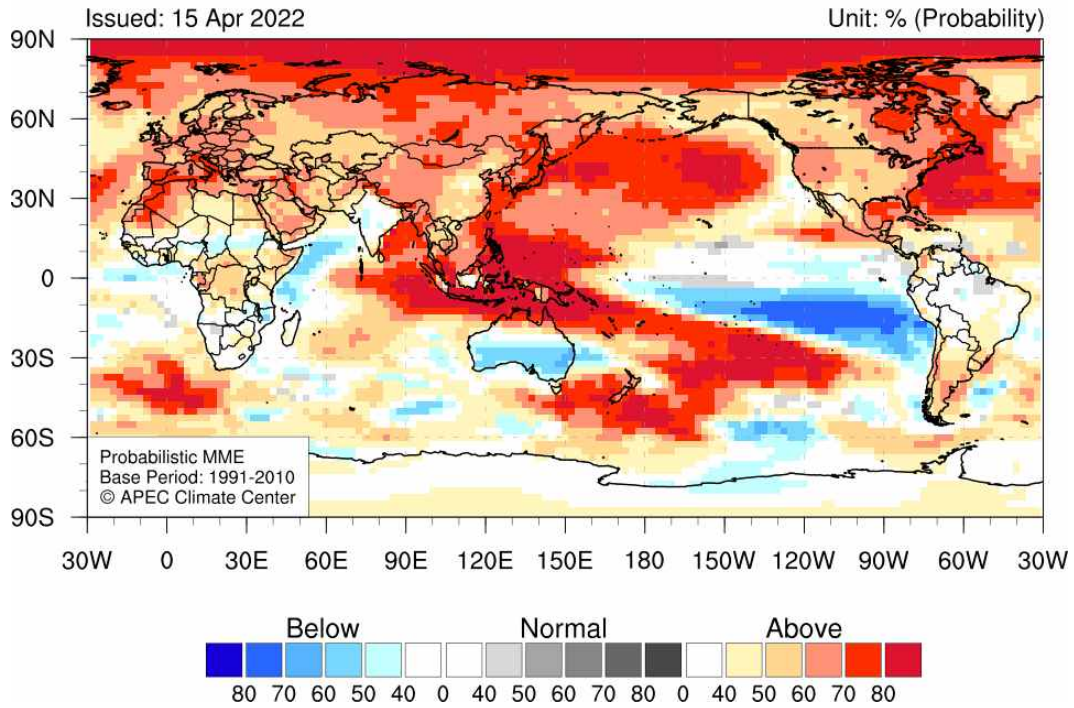 Issued: 15 Apr 2022 Unit: % (Probability)
90N
60N
30N
0
30S
60S
90S
Probabilistic MME
Base Period: 1991-2010
© APEC Climate Center
30W 0 30E 60E 90E 120E 150E 180 150W 120W 90W 60W 30W
Below Normal Above
80 70 60 50 40 0 40 50 60 70 80 0 40 50 60 70 80